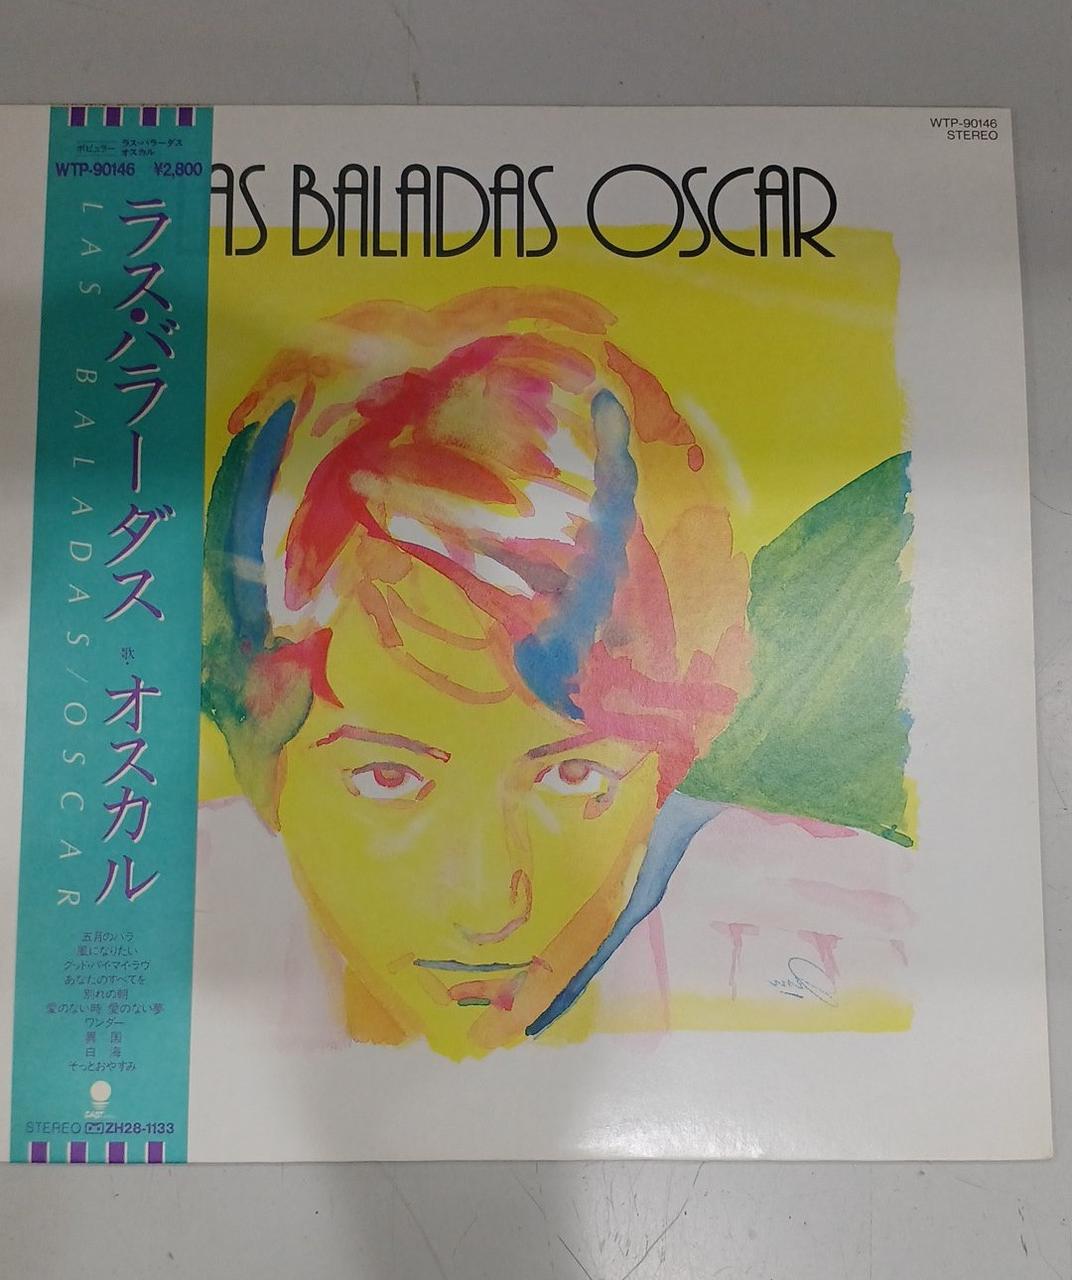 WTP-90146
STEREO
AS BALADAS OSCAR
ポピュラー
ラス・バラーダス
オスカル
WTP-90146 ¥2,800
ラス・バラーダス 歌・オスカル
LAS BALADAS/OSCAR
五月のバラ
風になりたい
グッド・バイ・マイ・ラヴ
あなたのすべてを
別れの朝
愛のない時 愛のない夢
ワンダー
異 国
白 海
そっとおやすみ
EAST
STEREO ZH28-1133